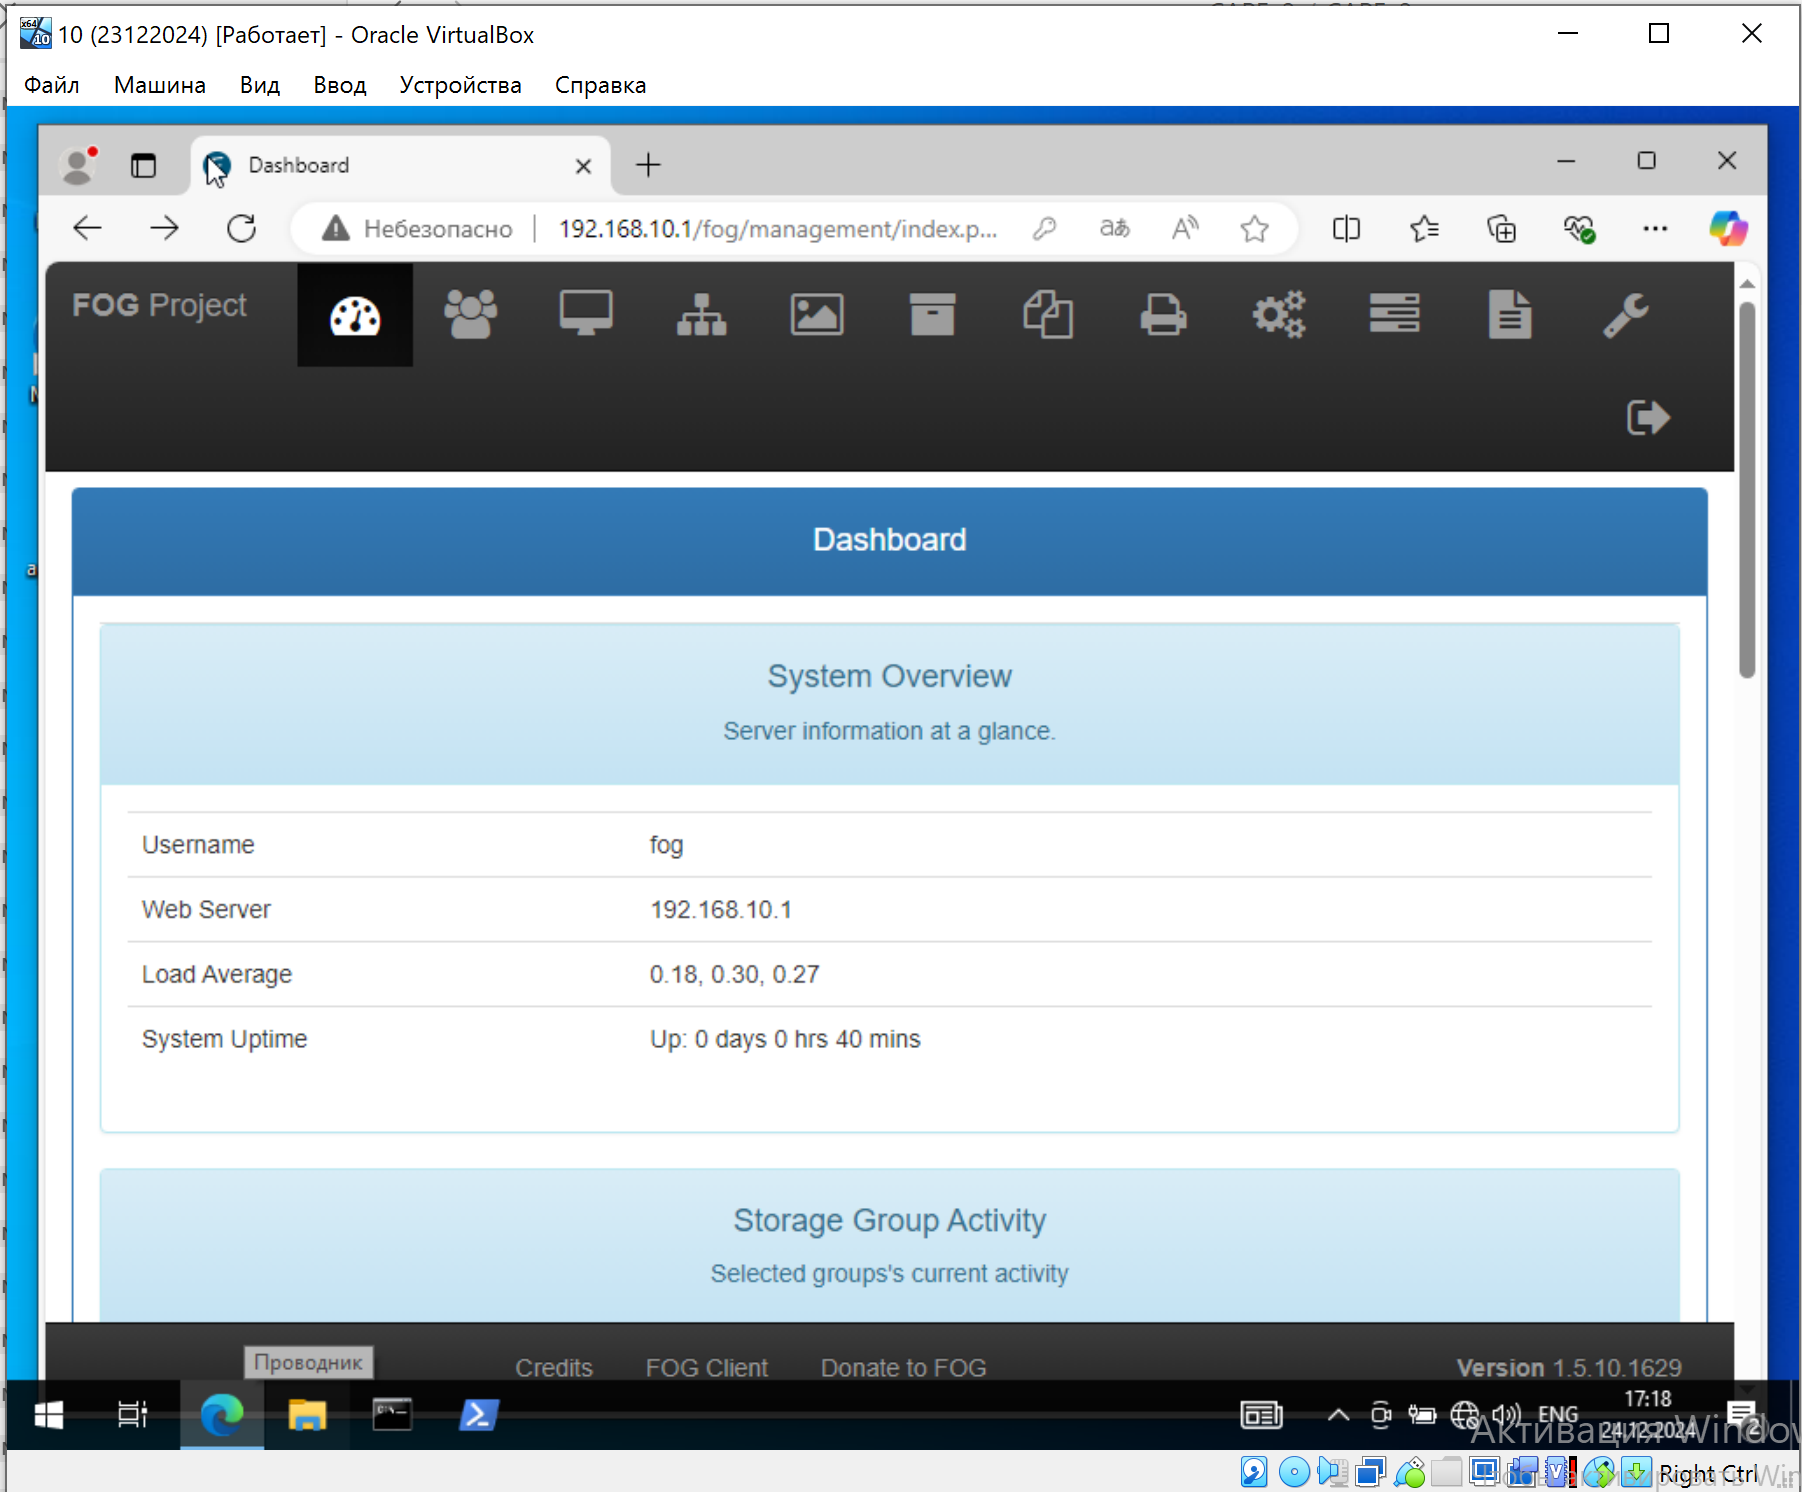 10 (23122024) [Работает] - Oracle VirtualBox
Файл Машина Вид Ввод Устройства Справка
Dashboard
Небезопасно 192.168.10.1/fog/management/index.p...
FOG Project
Dashboard
System Overview
Server information at a glance.
Username fog
Web Server 192.168.10.1
Load Average 0.18, 0.30, 0.27
System Uptime Up: 0 days 0 hrs 40 mins
Storage Group Activity
Selected groups's current activity
Проводник
Credits FOG Client Donate to FOG Version 1.5.10.1629
ENG 17:18
24.12.2024 2
Активация Window
Right Ctrl